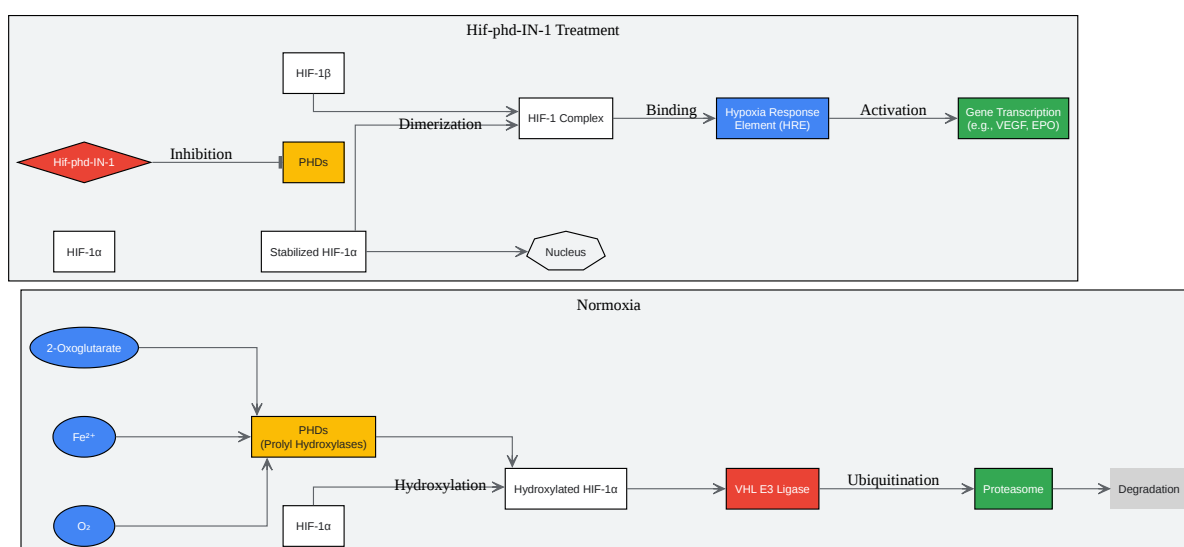 Hif-phd-IN-1 Treatment
HIF-1β
Dimerization
HIF-1 Complex
Binding
Hypoxia Response
Element (HRE)
Activation
Gene Transcription
(e.g., VEGF, EPO)
Hif-phd-IN-1
Inhibition
PHDs
HIF-1α
Stabilized HIF-1α
Nucleus
Normoxia
2-Oxoglutarate
Fe²⁺
PHDs
(Prolyl Hydroxylases)
O₂
HIF-1α
Hydroxylation
Hydroxylated HIF-1α
VHL E3 Ligase
Ubiquitination
Proteasome
Degradation